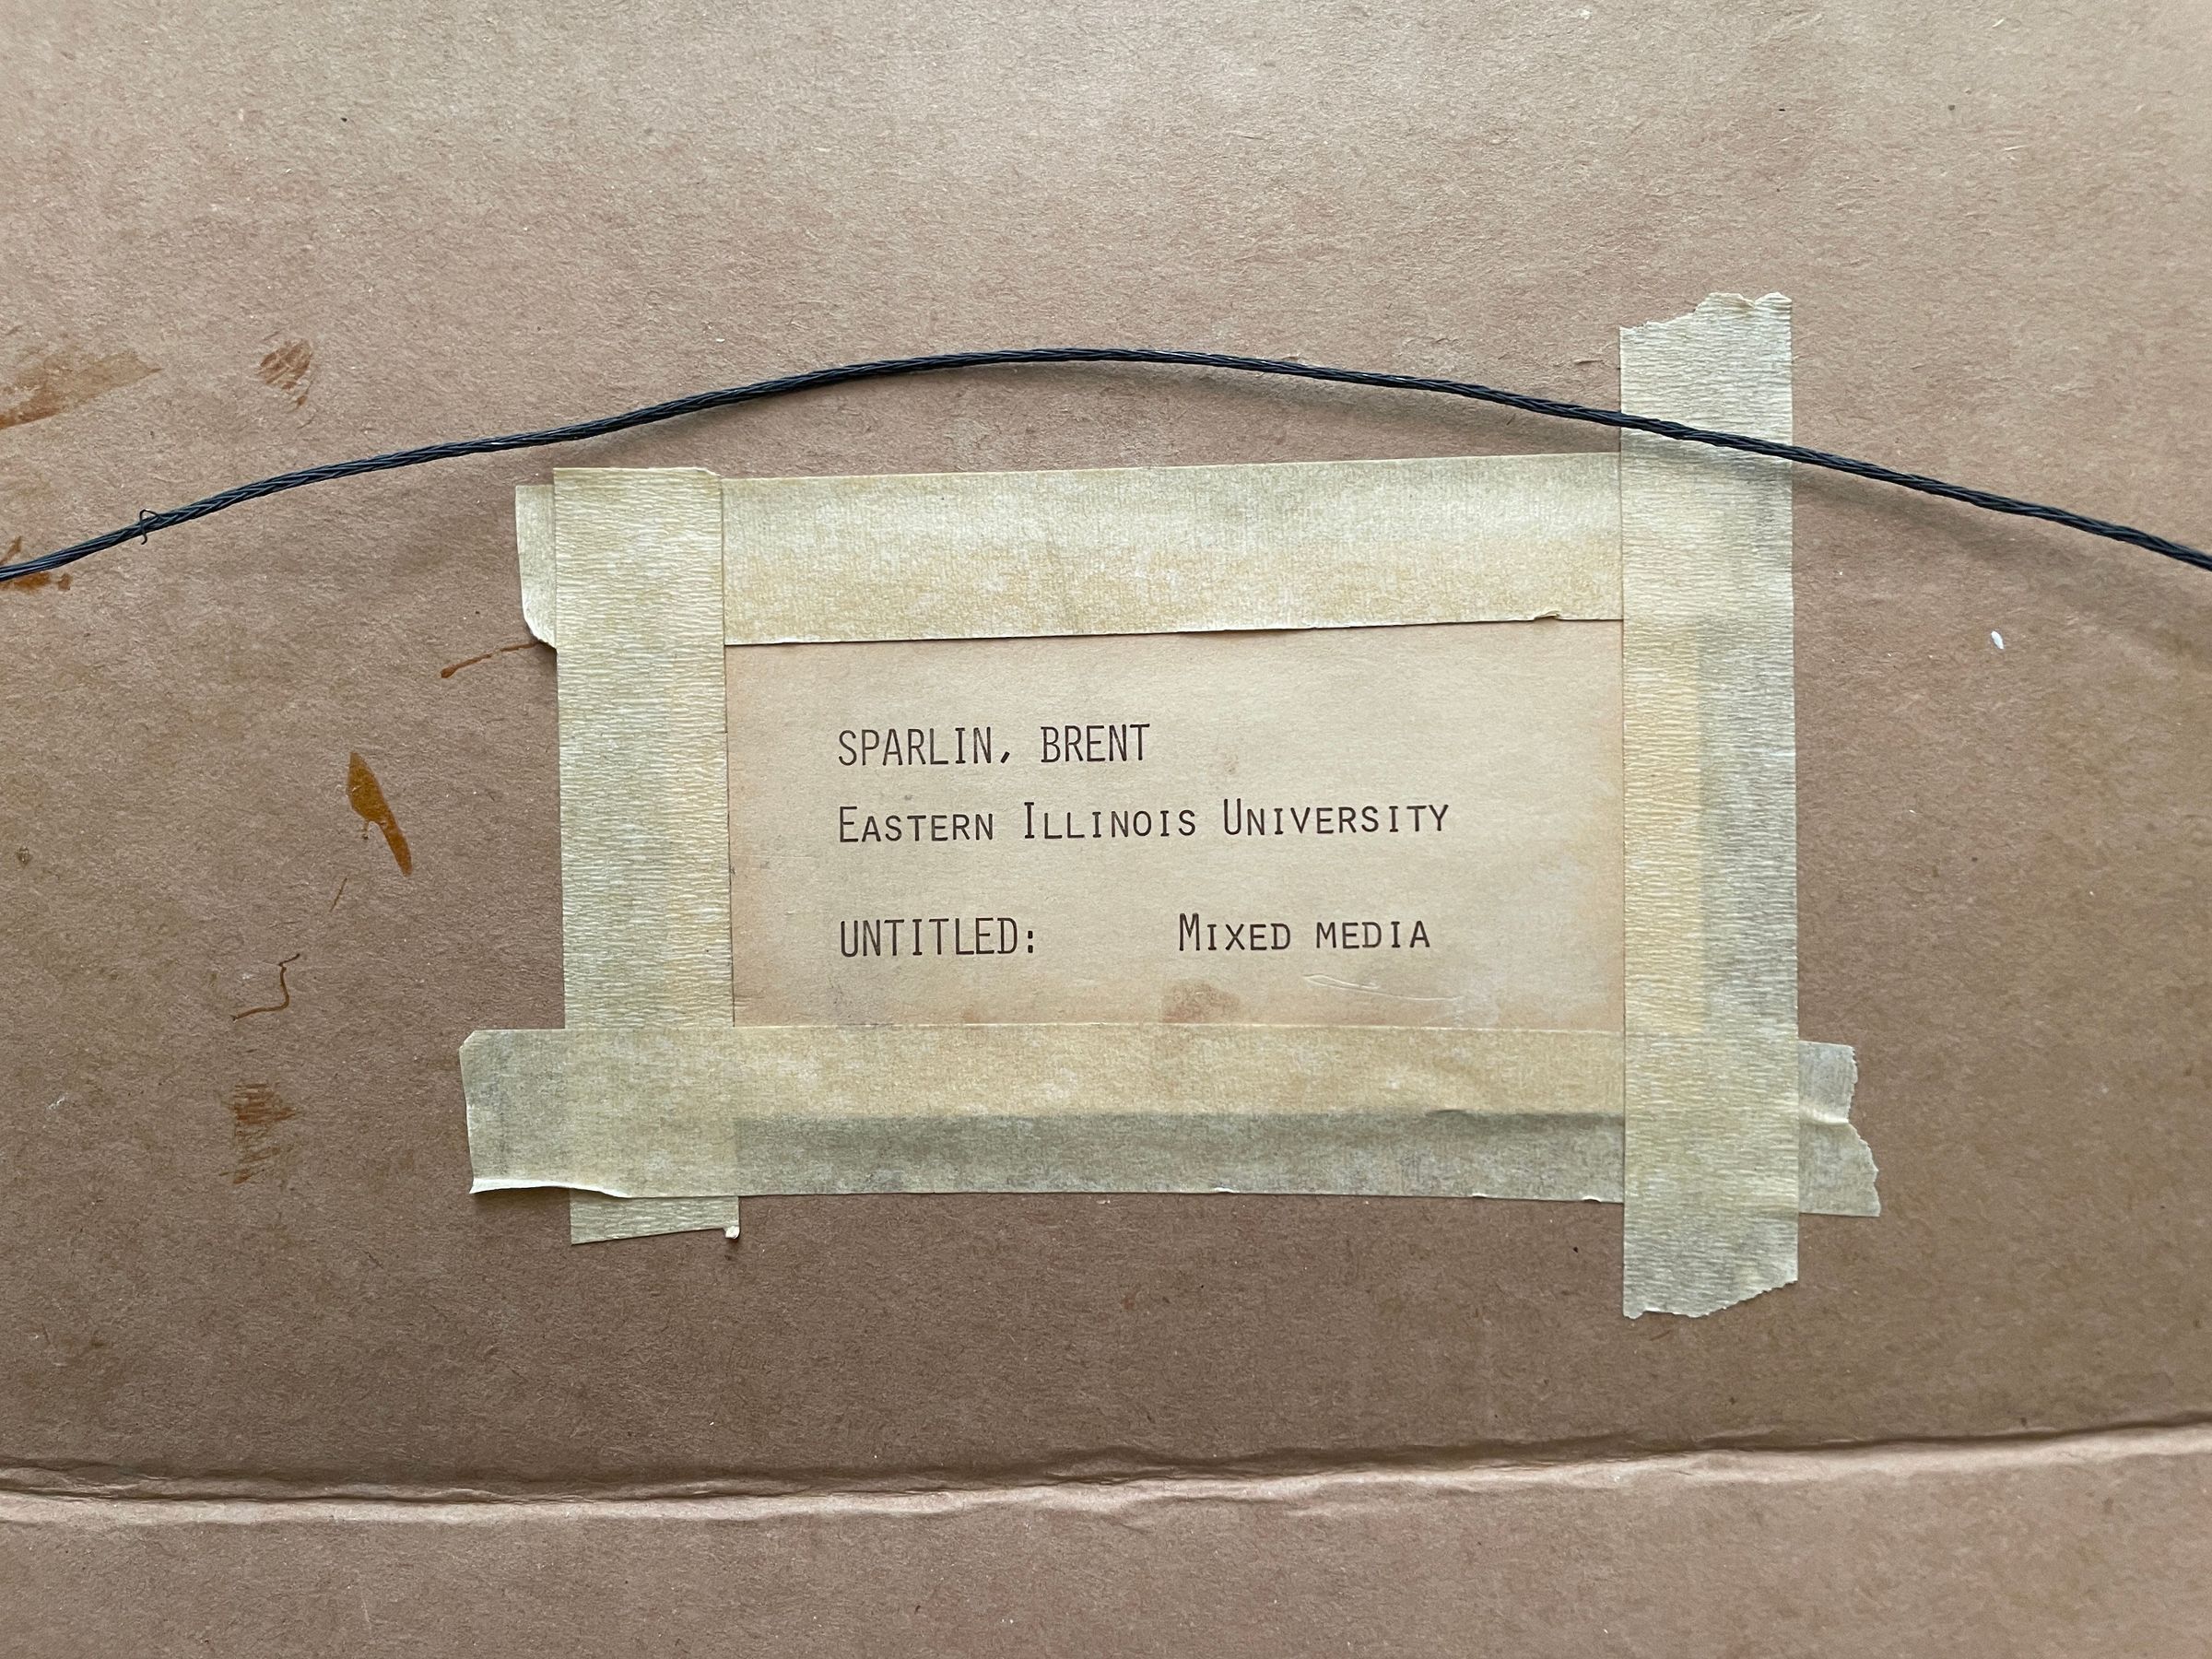 SPARLIN, BRENT
EASTERN ILLINOIS UNIVERSITY
UNTITLED: MIXED MEDIA